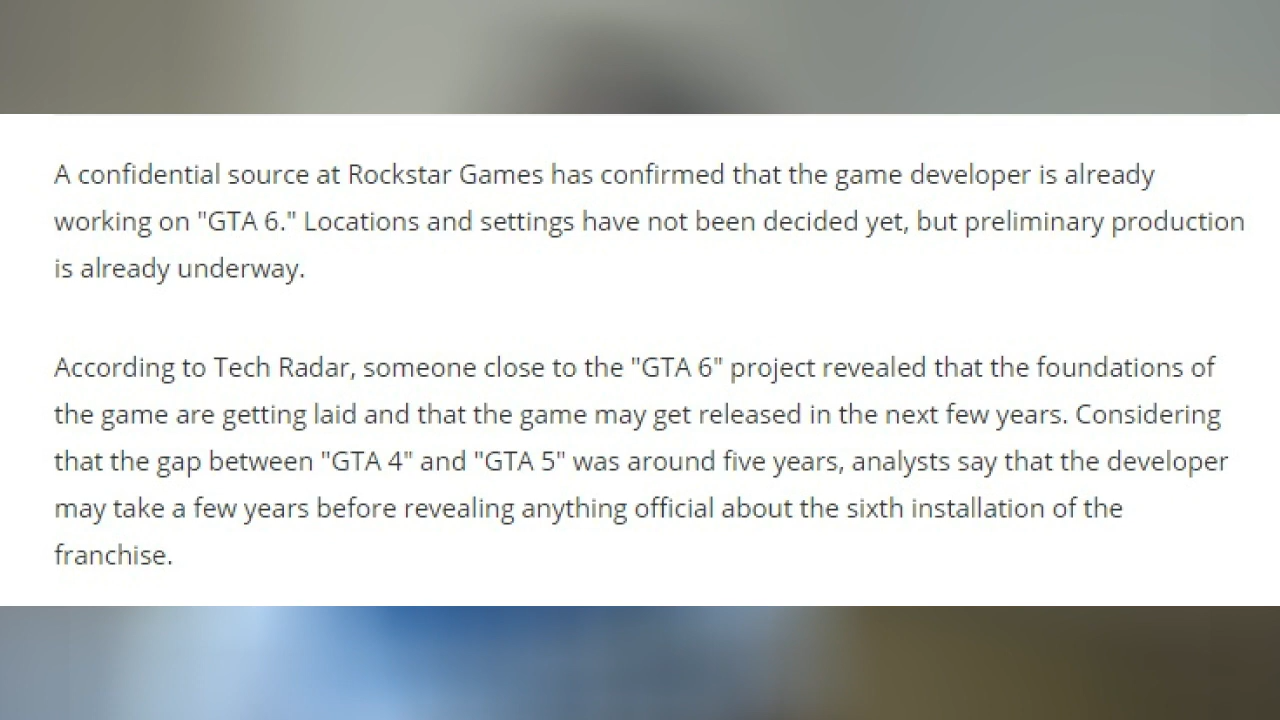 A confidential source at Rockstar Games has confirmed that the game developer is already
working on "GTA 6." Locations and settings have not been decided yet, but preliminary production
is already underway.
According to Tech Radar, someone close to the "GTA 6" project revealed that the foundations of
the game are getting laid and that the game may get released in the next few years. Considering
that the gap between "GTA 4" and "GTA 5" was around five years, analysts say that the developer
may take a few years before revealing anything official about the sixth installation of the
franchise.